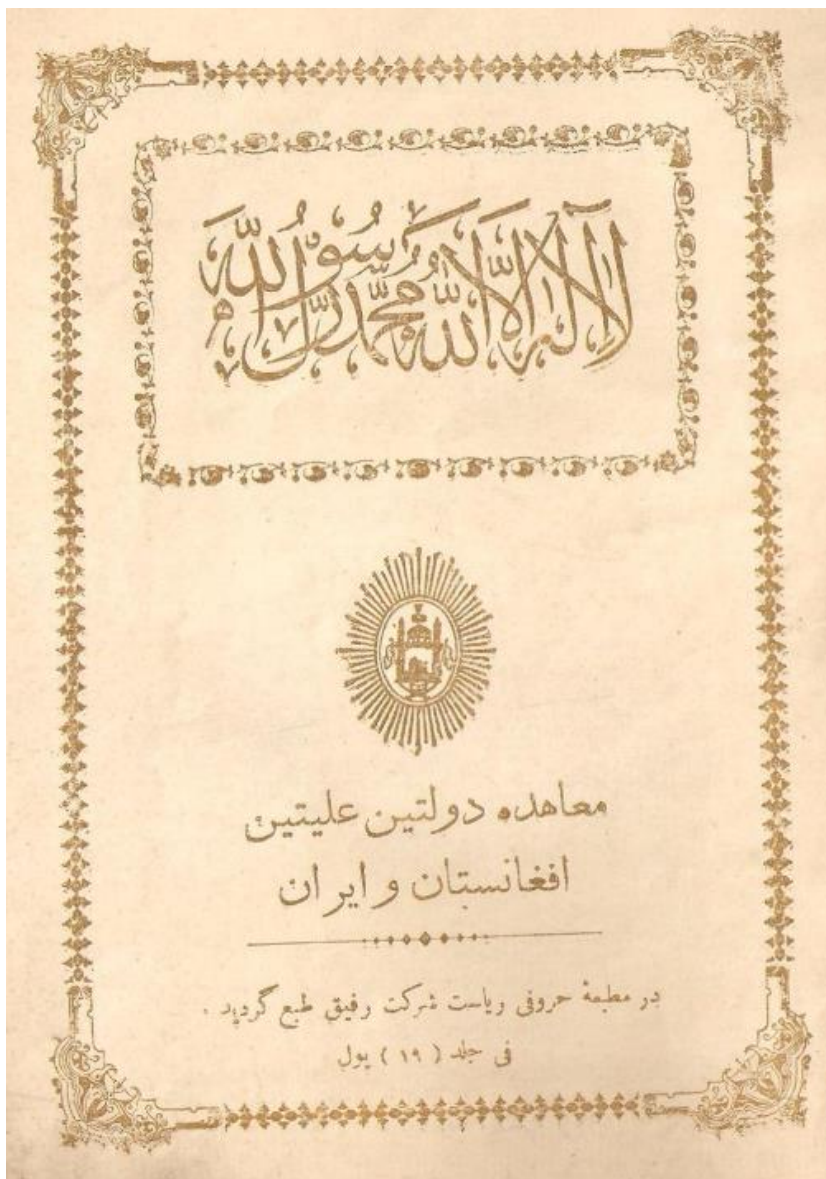 لا اله الا الله محمد رسول الله
معاهده دولتین علیتین
افغانستان و ایران
در مطبعهٔ حروفی ریاست شرکت رفیق طبع گردید .
فی جلد ( ۱۹ ) پول